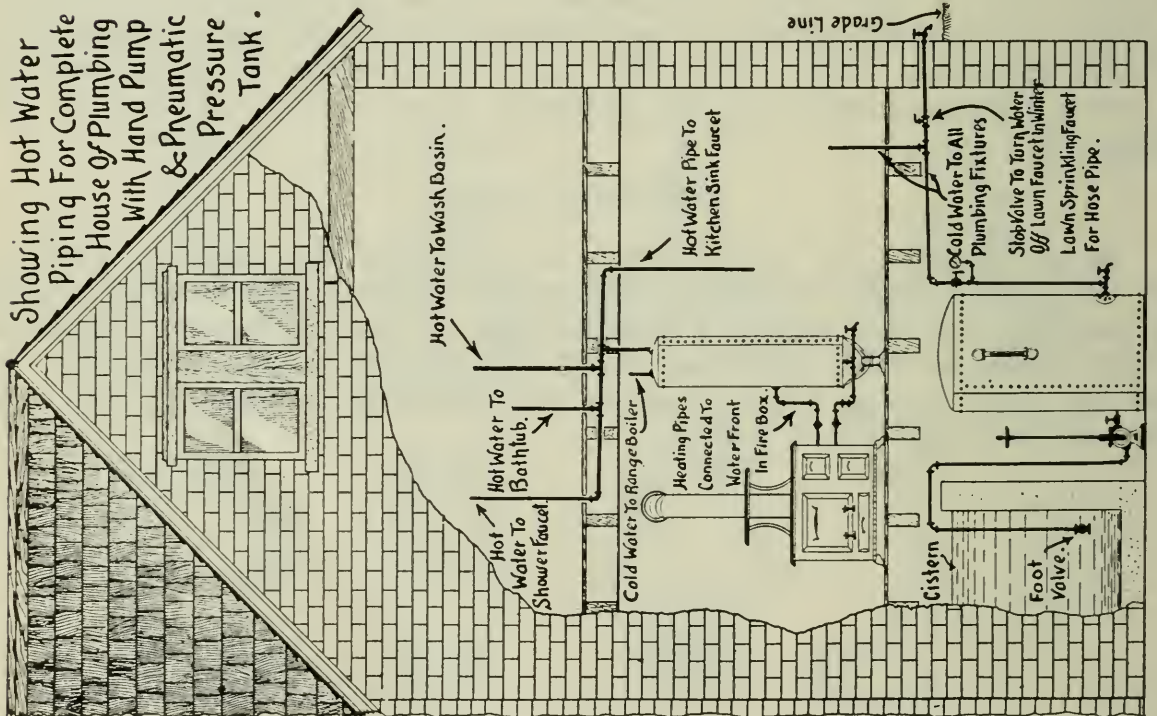 Showing Hot Water
Piping For Complete
House Of Plumbing
With Hand Pump
& Pneumatic
Pressure
Tank.
Hot Water To Wash Basin.
Hot Water To
Bathtub.
Hot
Water To
Shower Faucet.
Hot Water Pipe To
Kitchen Sink Faucet
Cold Water To Range Boiler
Heating Pipes
Connected To
Water Front
In Fire Box.
Grade Line
Cold Water To All
Plumbing Fixtures
Stop Valve To Turn Water
Off Lawn Faucet In Winter
Lawn Sprinkling Faucet
For Hose Pipe.
Cistern
Foot
Valve.